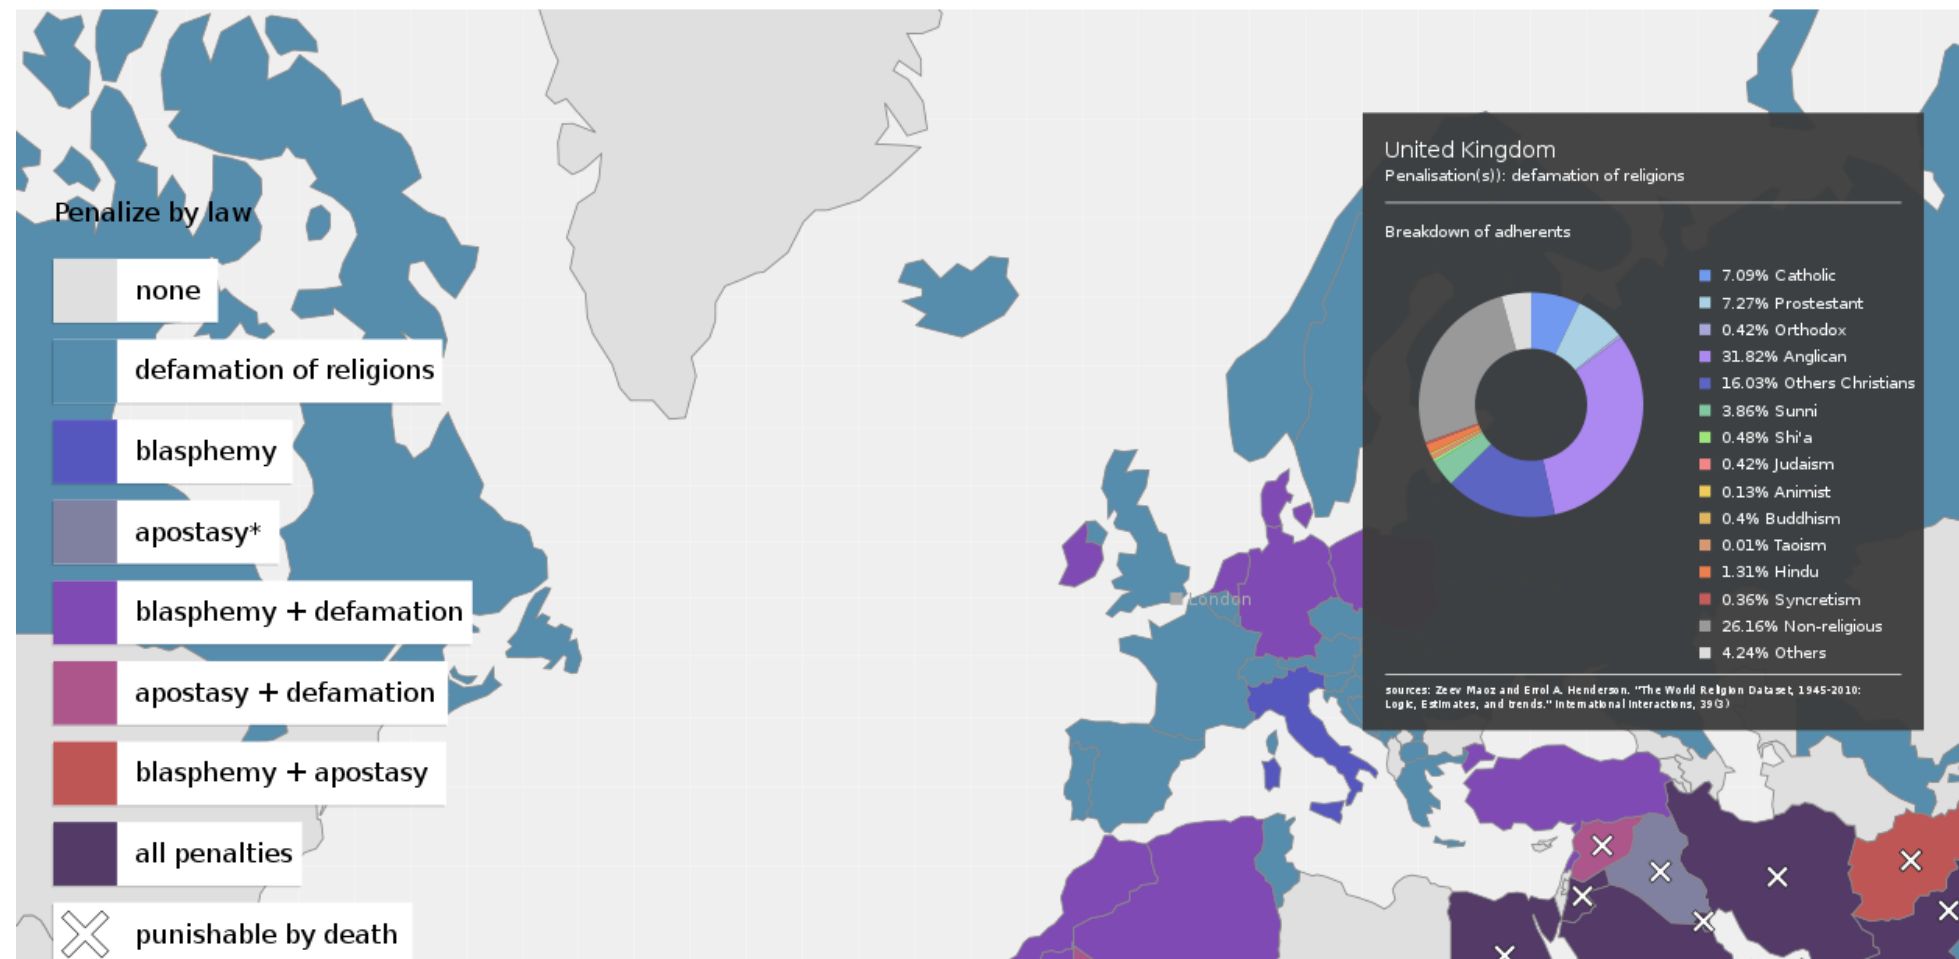 Penalize by law
none
defamation of religions
blasphemy
apostasy*
blasphemy + defamation
apostasy + defamation
blasphemy + apostasy
all penalties
punishable by death
London
United Kingdom
Penalisation(s)): defamation of religions
Breakdown of adherents
7.09% Catholic
7.27% Prostestant
0.42% Orthodox
31.82% Anglican
16.03% Others Christians
3.86% Sunni
0.48% Shi'a
0.42% Judaism
0.13% Animist
0.4% Buddhism
0.01% Taoism
1.31% Hindu
0.36% Syncretism
26.16% Non-religious
4.24% Others
sources: Zeev Maoz and Errol A. Henderson. "The World Religion Dataset, 1945-2010:
Logic, Estimates, and trends." International Interactions, 39(3)